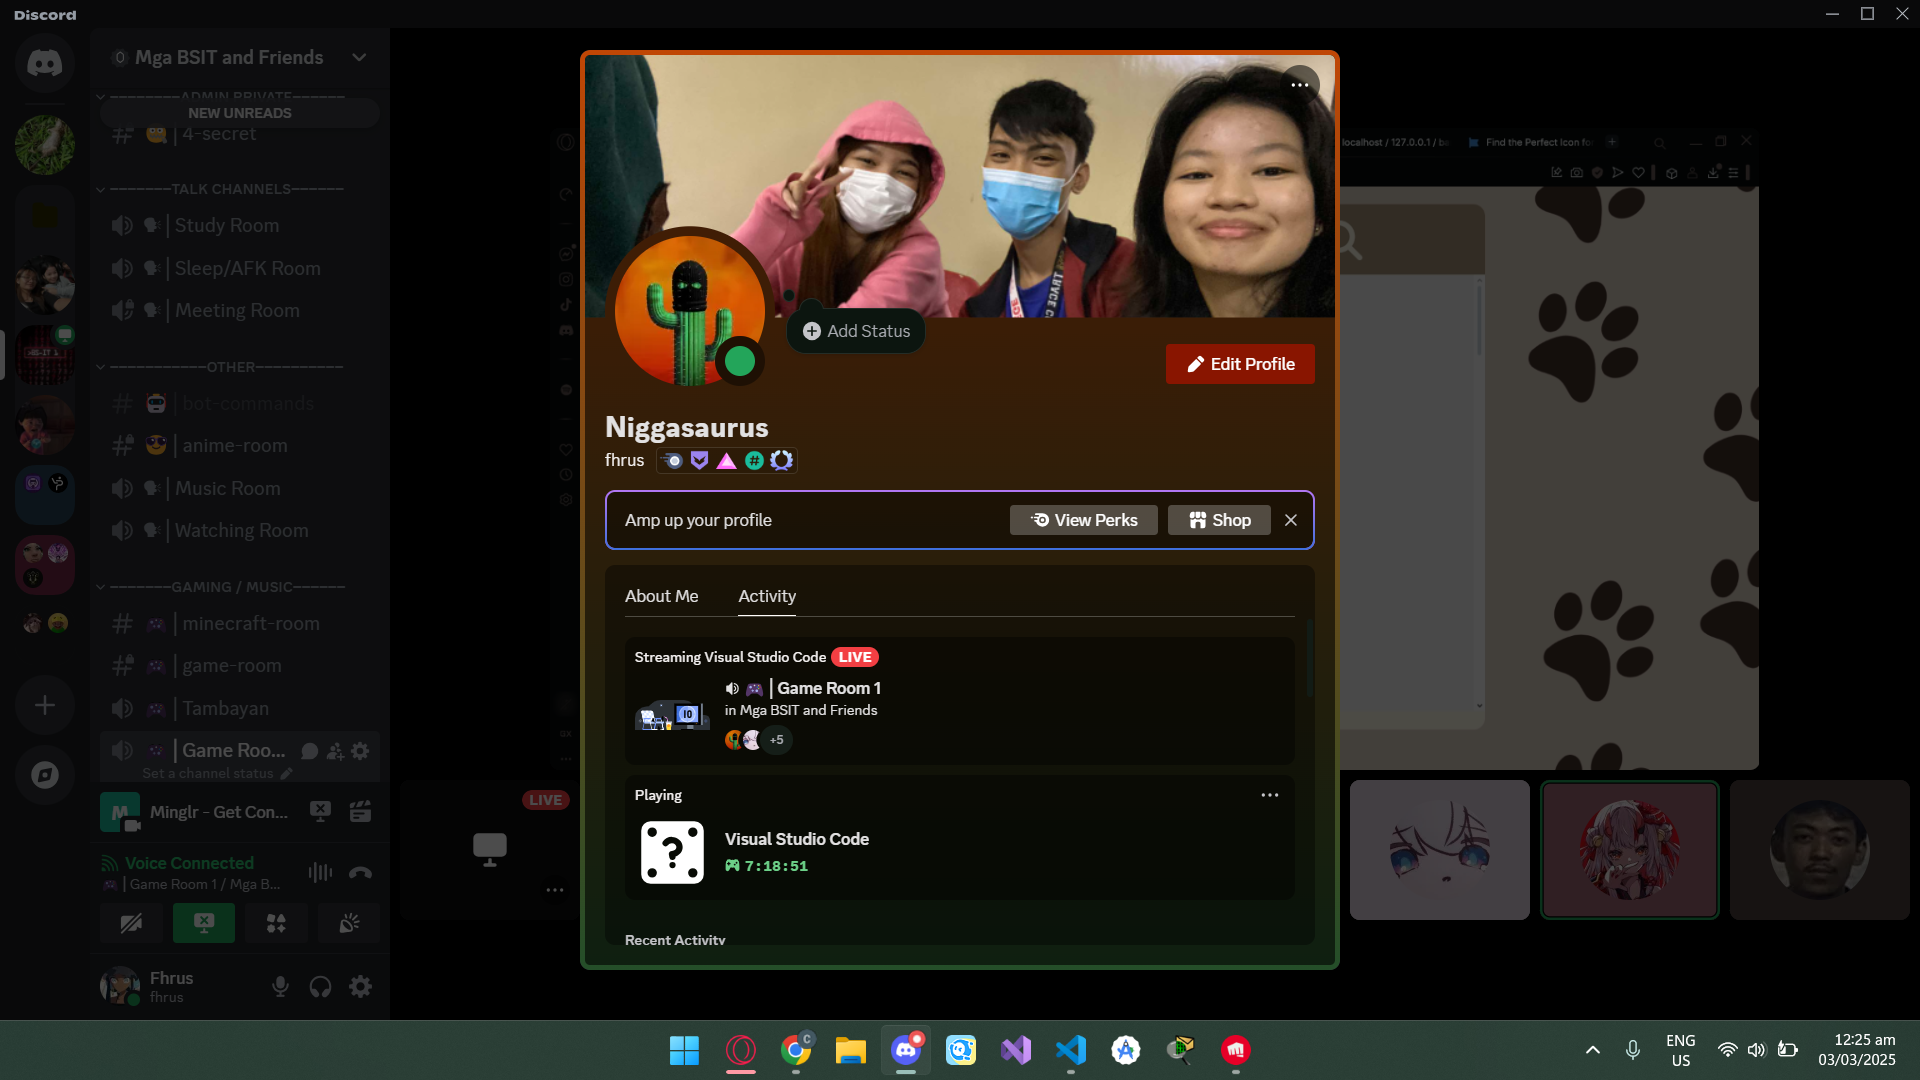 Discord
Mga BSIT and Friends
ADMIN PRIVATE
NEW UNREADS
4-secret
TALK CHANNELS
Study Room
Sleep/AFK Room
Meeting Room
OTHER
bot-commands
anime-room
Music Room
Watching Room
GAMING / MUSIC
minecraft-room
game-room
Tambayan
Game Roo...
Set a channel status
M
Minglr - Get Con...
Voice Connected
Game Room 1 / Mga B...
Fhrus
fhrus
Add Status
Edit Profile
Niggasaurus
fhrus
Amp up your profile
View Perks
Shop
About Me
Activity
Streaming Visual Studio Code LIVE
Game Room 1
in Mga BSIT and Friends
+5
Playing
Visual Studio Code
7:18:51
Recent Activity
LIVE
localhost / 127.0.0.1 / b
Find the Perfect Icon fo
C
ENG
US
12:25 am
03/03/2025